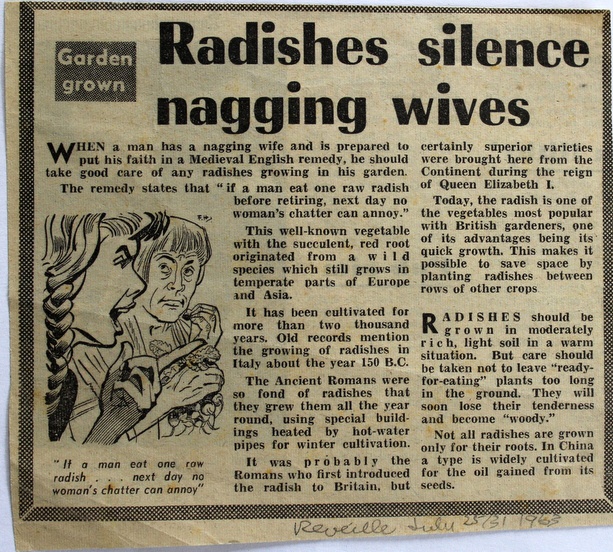 Garden
grown
Radishes silence
nagging wives
WHEN a man has a nagging wife and is prepared to
put his faith in a Medieval English remedy, he should
take good care of any radishes growing in his garden.
The remedy states that "if a man eat one raw radish
before retiring, next day no
woman's chatter can annoy."
This well-known vegetable
with the succulent, red root
originated from a wild
species which still grows in
temperate parts of Europe
and Asia.
It has been cultivated for
more than two thousand
years. Old records mention
the growing of radishes in
Italy about the year 150 B.C.
The Ancient Romans were
so fond of radishes that
they grew them all the year
round, using special build
ings heated by hot-water
pipes for winter cultivation.
It was probably the
Romans who first introduced
the radish to Britain, but
"If a man eat one raw
radish . . . next day no
woman's chatter can annoy"
certainly superior varieties
were brought here from the
Continent during the reign
of Queen Elizabeth I.
Today, the radish is one of
the vegetables most popular
with British gardeners, one
of its advantages being its
quick growth. This makes it
possible to save space by
planting radishes between
rows of other crops
RADISHES should be
grown in moderately
rich, light soil in a warm
situation. But care should
be taken not to leave "ready-
for-eating" plants too long
in the ground. They will
soon lose their tenderness
and become "woody."
Not all radishes are grown
only for their roots. In China
a type is widely cultivated
for the oil gained from its
seeds.
Reveille July 25/31 1963